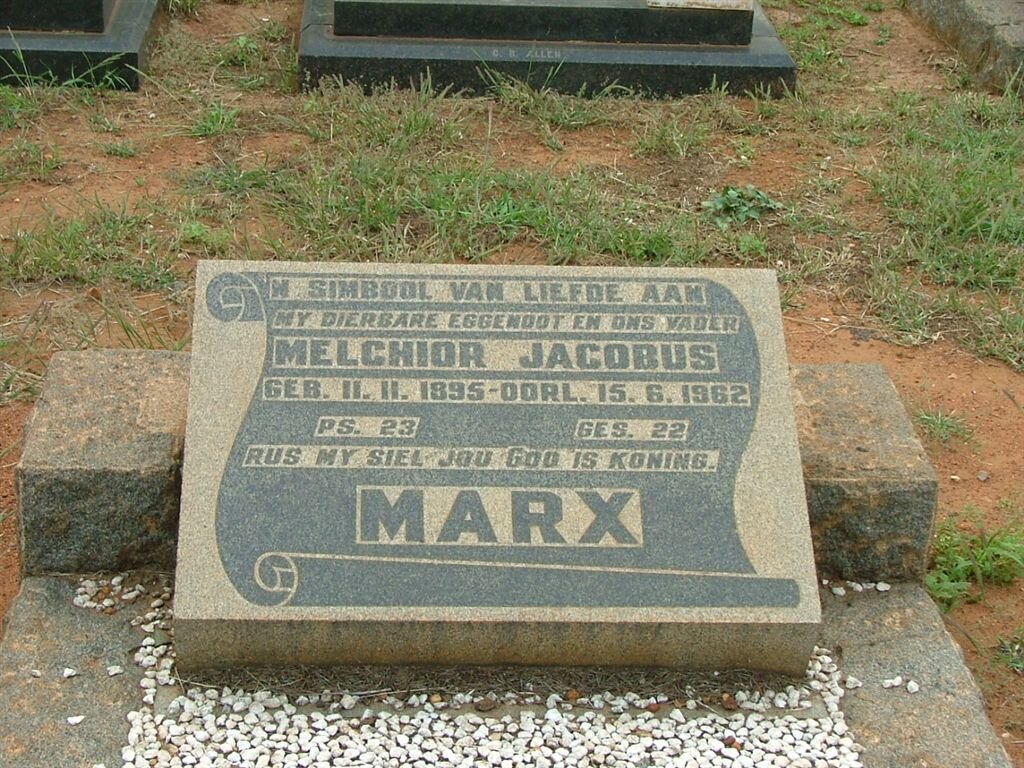 C. B. ALLEN
'N SIMBOOL VAN LIEFDE AAN
MY DIERBARE EGGENOOT EN ONS VADER
MELCHIOR JACOBUS
GEB. 11. 11. 1895 - OORL. 15. 6. 1962
PS. 23 GES. 22
RUS MY SIEL JOU GOD IS KONING.
MARX